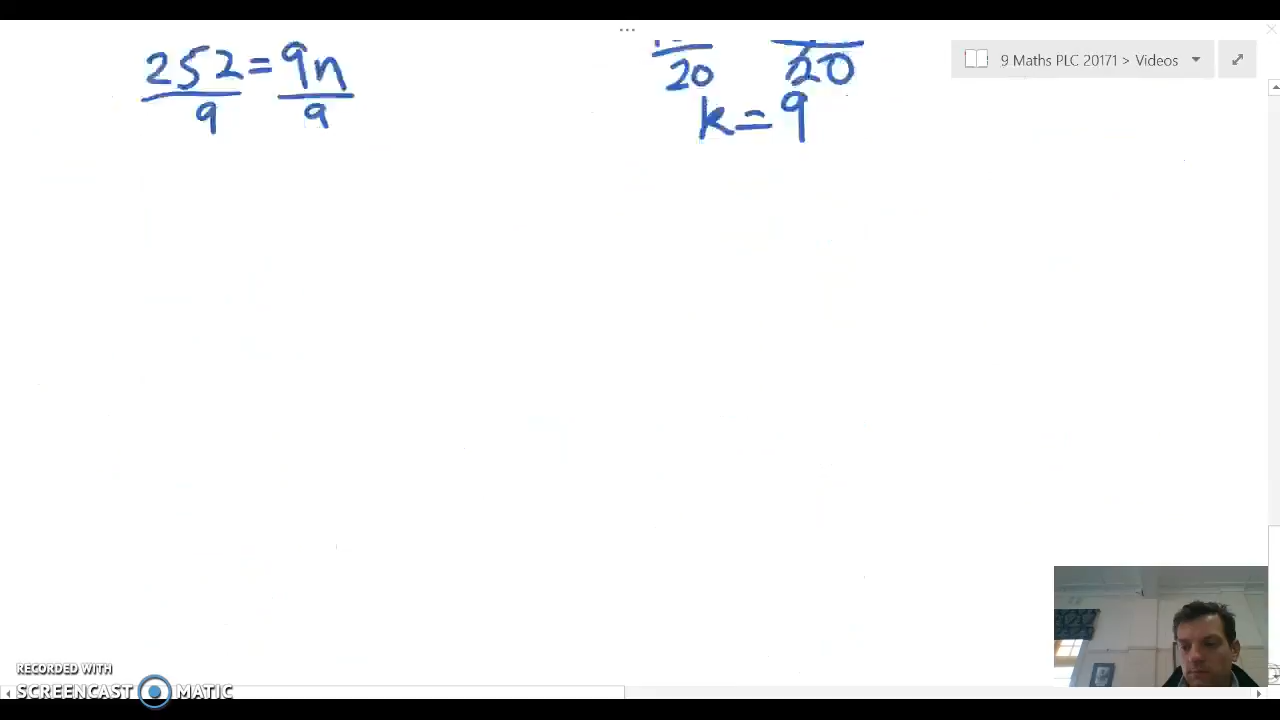 252 = 9n
9 9
20 20
k = 9
9 Maths PLC 20171 > Videos
RECORDED WITH
SCREENCAST MATIC